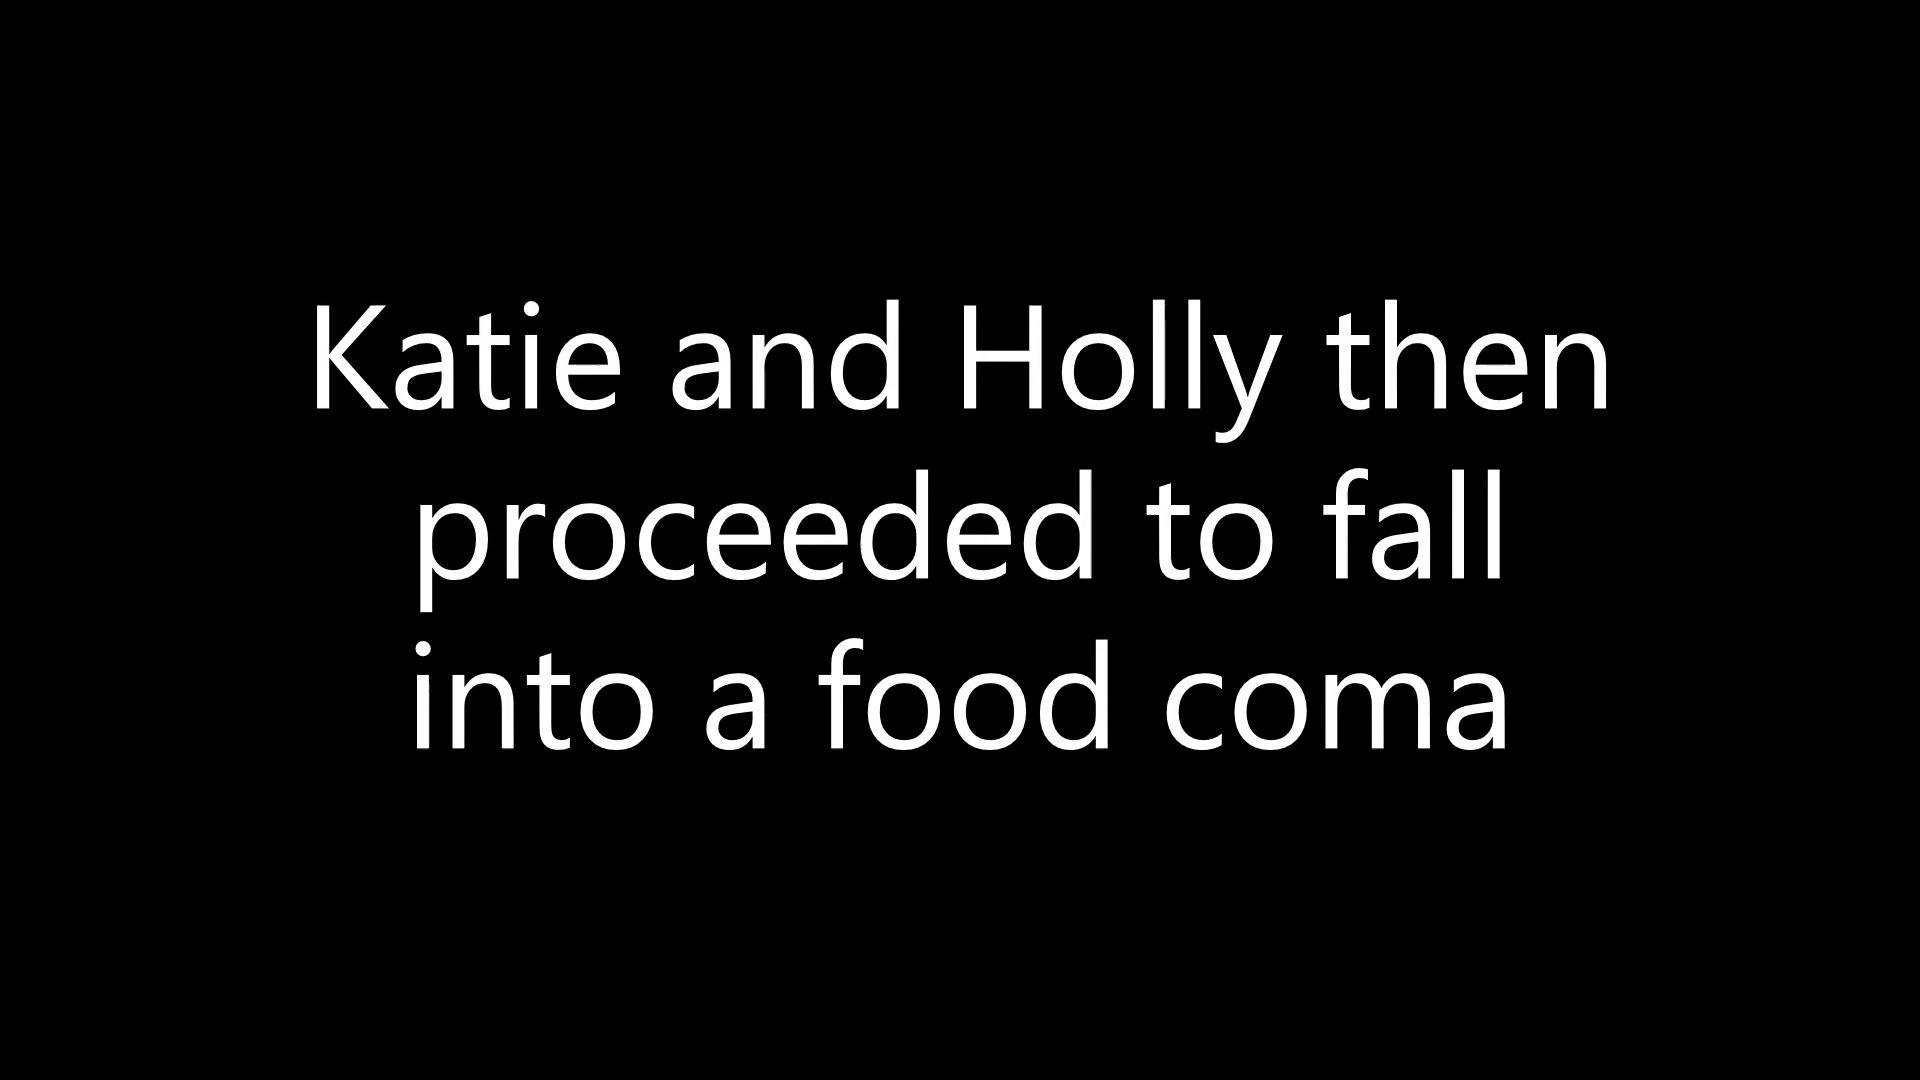 Katie and Holly then
proceeded to fall
into a food coma